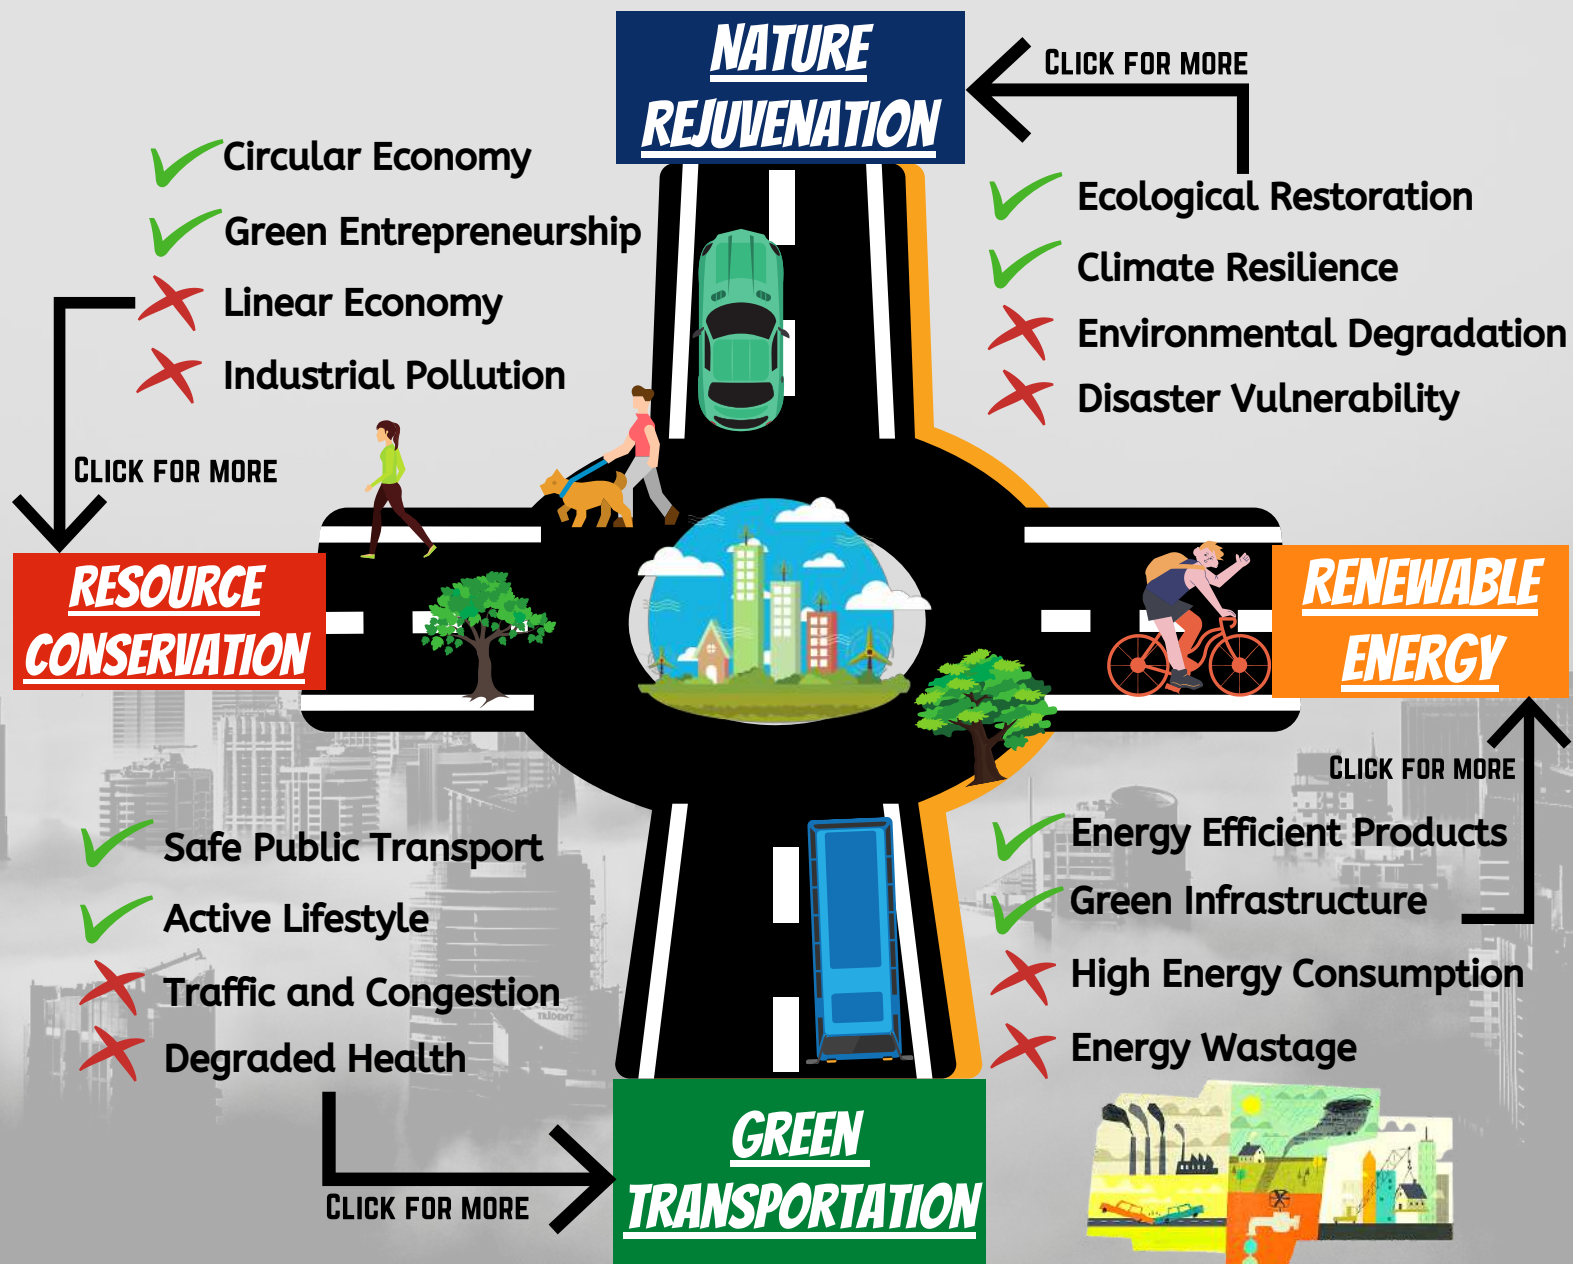 NATURE
REJUVENATION
CLICK FOR MORE
Circular Economy
Green Entrepreneurship
Linear Economy
Industrial Pollution
CLICK FOR MORE
Ecological Restoration
Climate Resilience
Environmental Degradation
Disaster Vulnerability
RESOURCE
CONSERVATION
RENEWABLE
ENERGY
CLICK FOR MORE
Safe Public Transport
Active Lifestyle
Traffic and Congestion
Degraded Health
Energy Efficient Products
Green Infrastructure
High Energy Consumption
Energy Wastage
TRIDENT
CLICK FOR MORE
GREEN
TRANSPORTATION